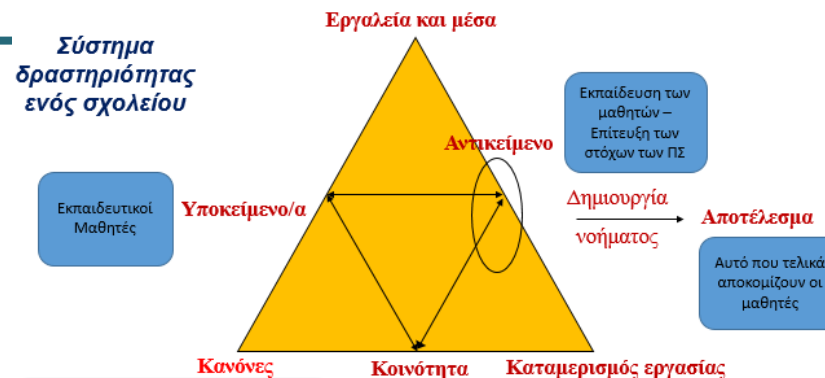 Σύστημα
δραστηριότητας
ενός σχολείου
Εργαλεία και μέσα
Εκπαίδευση των
μαθητών –
Επίτευξη των
στόχων των ΠΣ
Αντικείμενο
Εκπαιδευτικοί
Μαθητές
Υποκείμενο/α
Δημιουργία
νοήματος
Αποτέλεσμα
Αυτό που τελικά
αποκομίζουν οι
μαθητές
Κανόνες
Κοινότητα
Καταμερισμός εργασίας